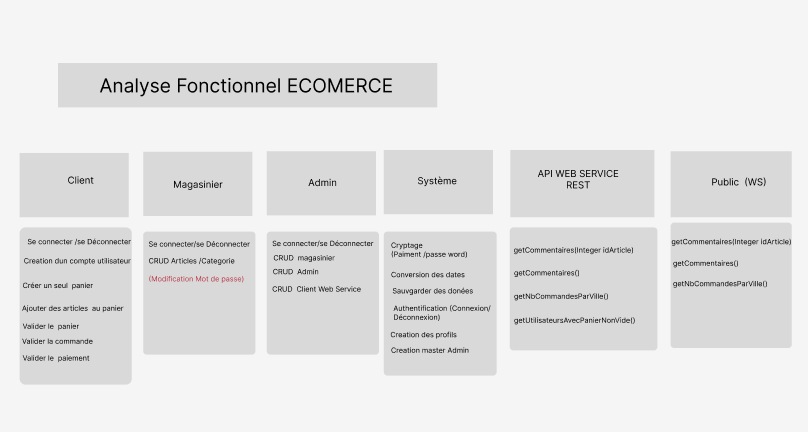 Analyse Fonctionnel ECOMERCE
Client
Se connecter /se Déconnecter
Creation dun compte utilisateur
Créer un seul panier
Ajouter des articles au panier
Valider le panier
Valider la commande
Valider le paiement
Magasinier
Se connecter/se Déconnecter
CRUD Articles /Categorie
(Modification Mot de passe)
Admin
Se connecter/se Déconnecter
CRUD magasinier
CRUD Admin
CRUD Client Web Service
Système
Cryptage
(Paiment /passe word)
Conversion des dates
Sauvgarder des donées
Authentification (Connexion/
Déconnexion)
Creation des profils
Creation master Admin
API WEB SERVICE
REST
getCommentaires(Integer idArticle)
getCommentaires()
getNbCommandesParVille()
getUtilisateursAvecPanierNonVide()
Public (WS)
getCommentaires(Integer idArticle)
getCommentaires()
getNbCommandesParVille()